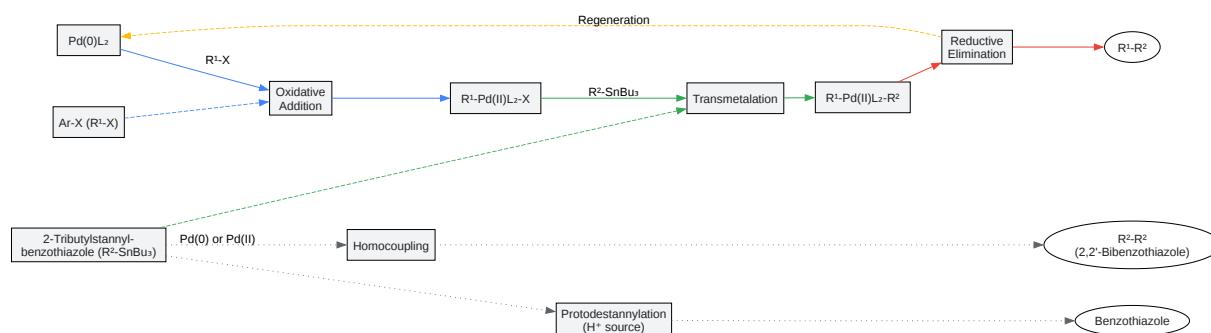 Regeneration
Pd(0)L₂
R¹-X
Reductive
Elimination
R¹-R²
Oxidative
Addition
R¹-Pd(II)L₂-X
R²-SnBu₃
Transmetalation
R¹-Pd(II)L₂-R²
Ar-X (R¹-X)
2-Tributylstannyl-
benzothiazole (R²-SnBu₃)
Pd(0) or Pd(II)
Homocoupling
R²-R²
(2,2'-Bibenzothiazole)
Protodestannylation
(H⁺ source)
Benzothiazole